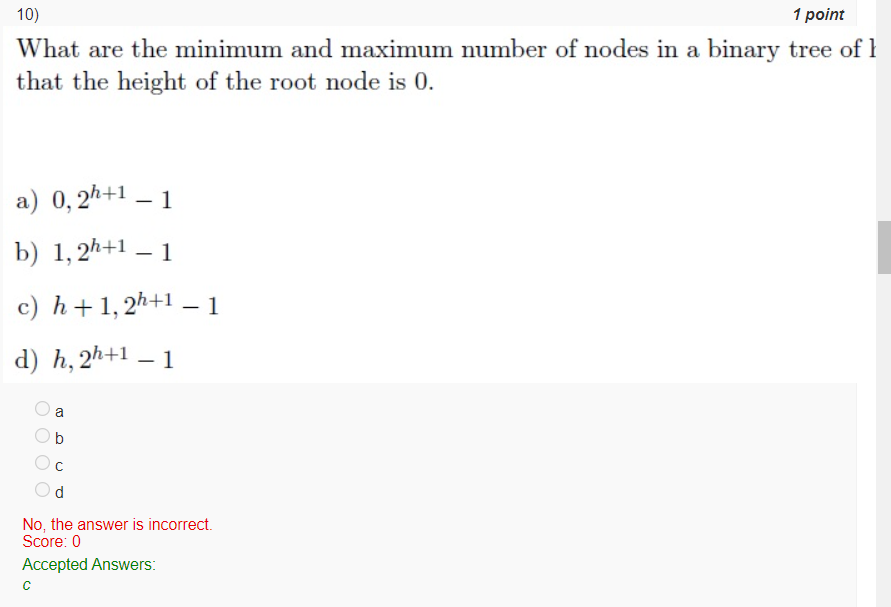 10)
1 point
What are the minimum and maximum number of nodes in a binary tree of
that the height of the root node is 0.
a) 0, 2^{h+1} − 1
b) 1, 2^{h+1} − 1
c) h + 1, 2^{h+1} − 1
d) h, 2^{h+1} − 1
a
b
c
d
No, the answer is incorrect.
Score: 0
Accepted Answers:
c